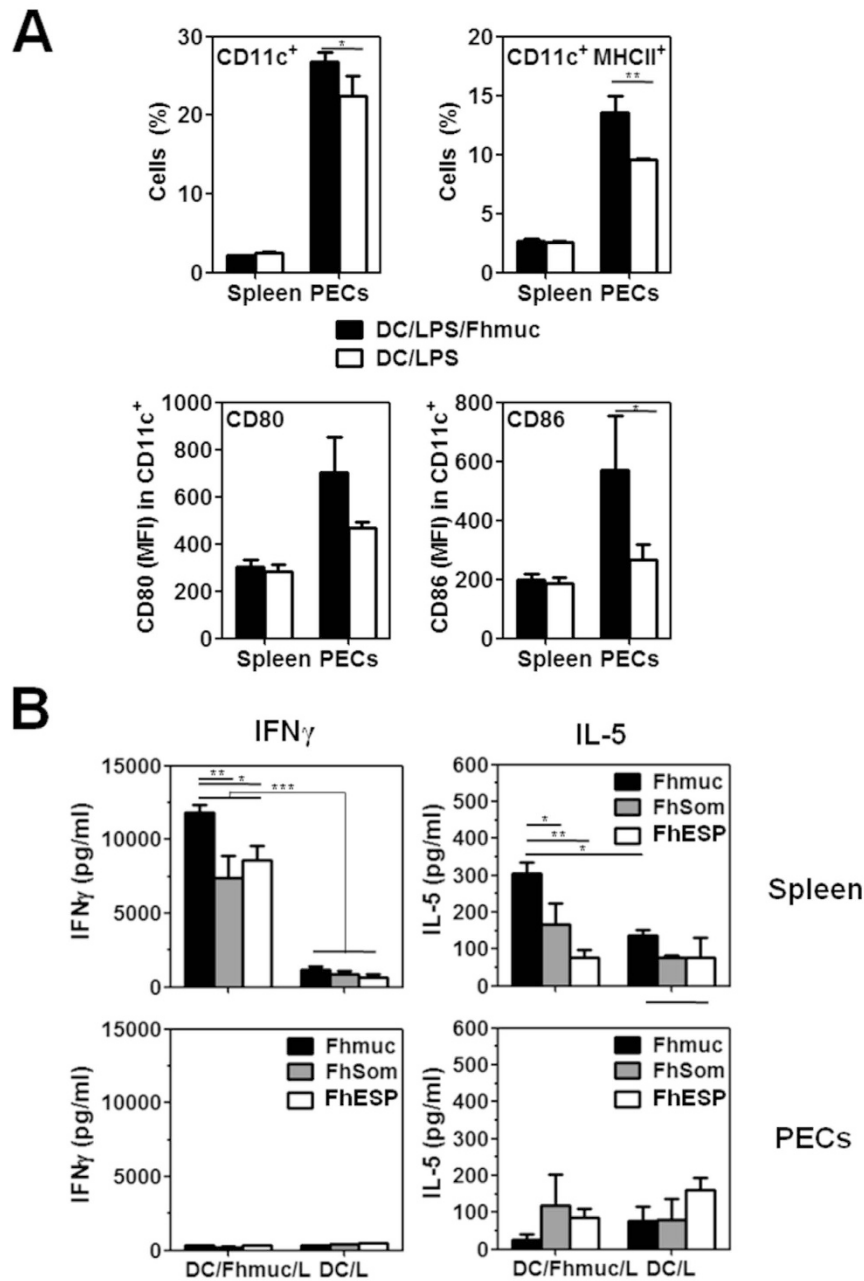 A
30
20
10
0
Cells (%)
CD11c+
*
Spleen PECs
20
15
10
5
0
Cells (%)
CD11c+ MHCII+
**
Spleen PECs
DC/LPS/Fhmuc
DC/LPS
1000
800
600
400
200
0
CD80 (MFI) in CD11c+
CD80
Spleen PECs
800
600
400
200
0
CD86 (MFI) in CD11c+
CD86
*
Spleen PECs
B
IFNγ
IL-5
15000
10000
5000
0
IFNγ (pg/ml)
**
*
***
600
500
400
300
200
100
0
IL-5 (pg/ml)
Fhmuc
FhSom
FhESP
*
**
*
Spleen
15000
10000
5000
0
IFNγ (pg/ml)
Fhmuc
FhSom
FhESP
DC/Fhmuc/L DC/L
600
500
400
300
200
100
0
IL-5 (pg/ml)
Fhmuc
FhSom
FhESP
DC/Fhmuc/L DC/L
PECs